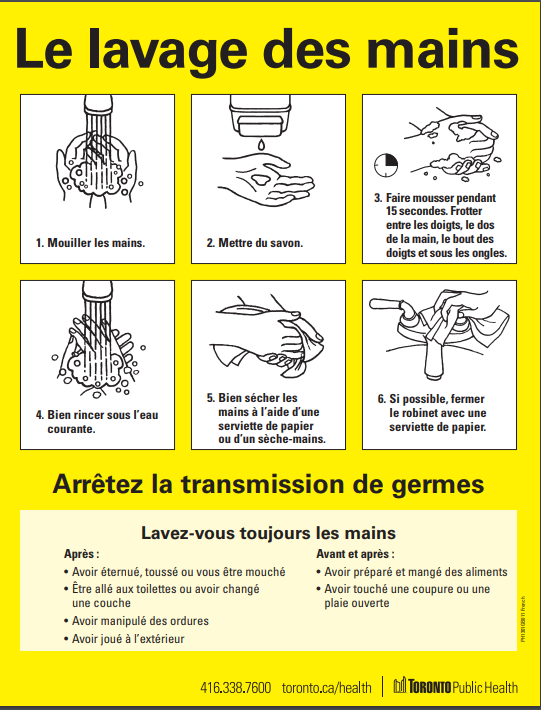 Le lavage des mains
1. Mouiller les mains.
2. Mettre du savon.
3. Faire mousser pendant
15 secondes. Frotter
entre les doigts, le dos
de la main, le bout des
doigts et sous les ongles.
4. Bien rincer sous l'eau
courante.
5. Bien sécher les
mains à l'aide d'une
serviette de papier
ou d'un sèche-mains.
6. Si possible, fermer
le robinet avec une
serviette de papier.
Arrêtez la transmission de germes
Lavez-vous toujours les mains
Après :
• Avoir éternué, toussé ou vous être mouché
• Être allé aux toilettes ou avoir changé
une couche
• Avoir manipulé des ordures
• Avoir joué à l'extérieur
Avant et après :
• Avoir préparé et mangé des aliments
• Avoir touché une coupure ou une
plaie ouverte
416.338.7600 toronto.ca/health
TORONTO Public Health